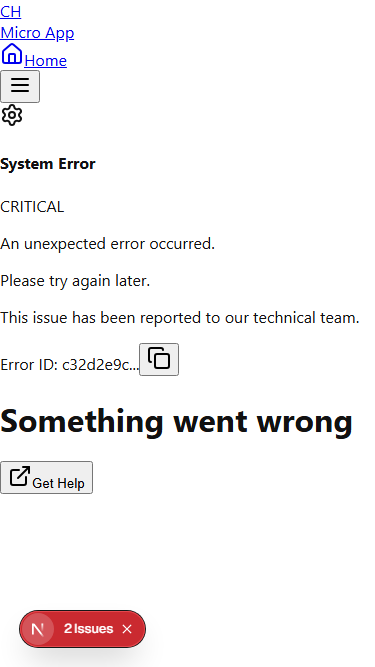 CH
Micro App
Home
System Error
CRITICAL
An unexpected error occurred.
Please try again later.
This issue has been reported to our technical team.
Error ID: c32d2e9c...
Something went wrong
Get Help
N 2 Issues